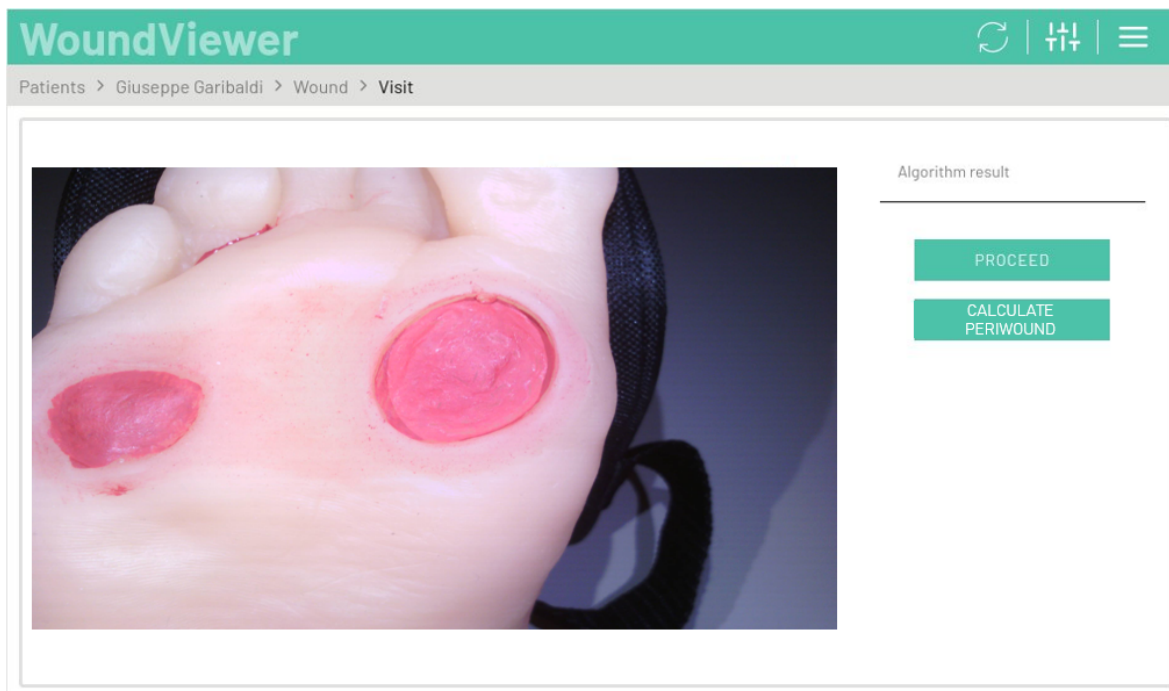 WoundViewer
Patients > Giuseppe Garibaldi > Wound > Visit
Algorithm result
PROCEED
CALCULATE
PERIWOUND